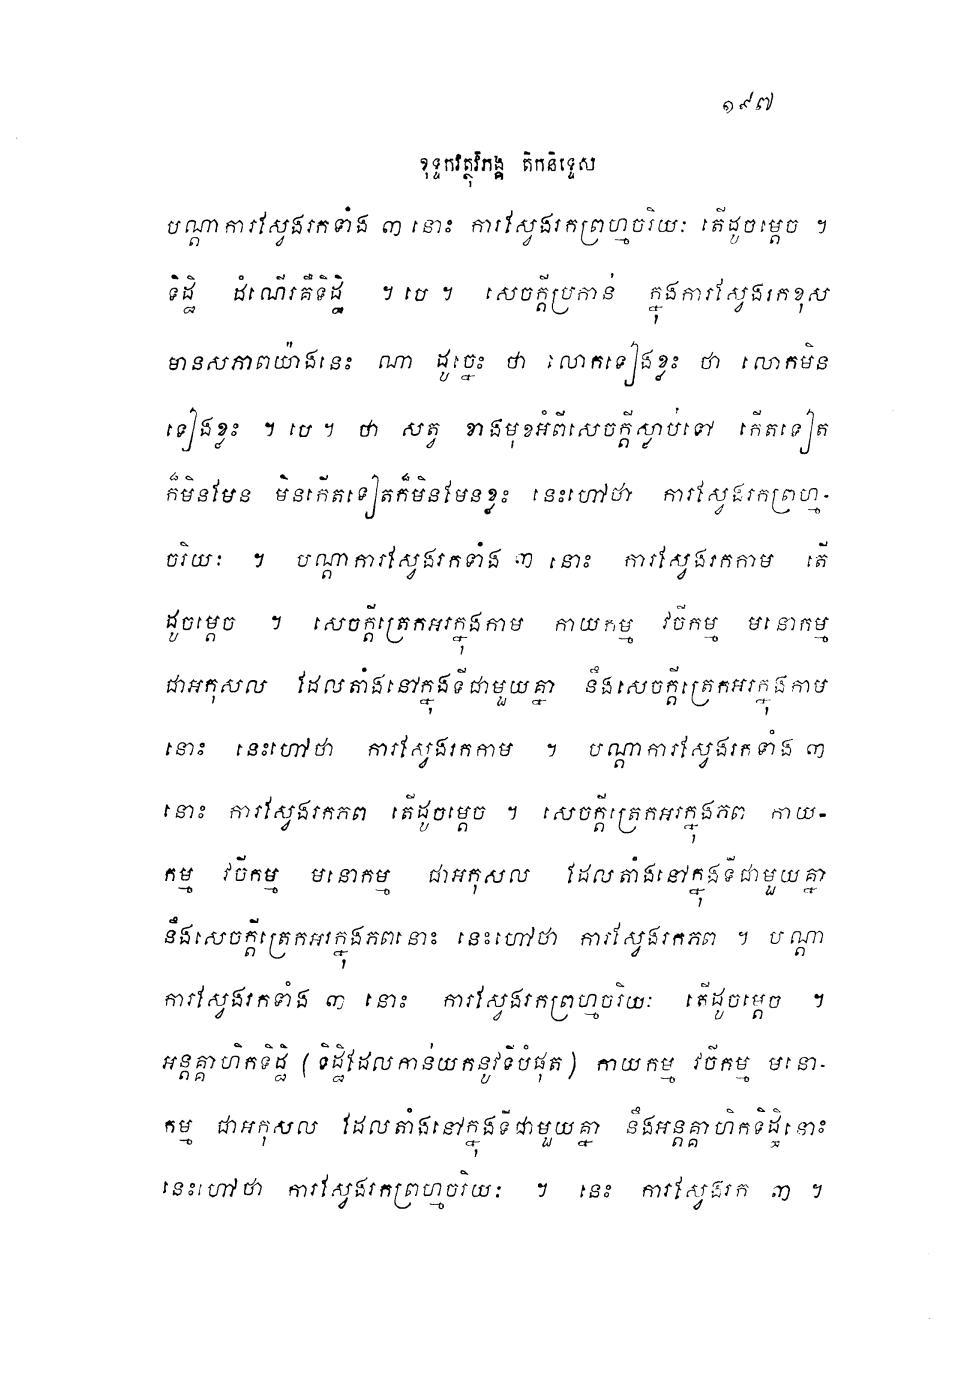 ១៩៧
ខុទ្ទកវត្ថុវិភង្គ តិកនិទ្ទេស
បណ្តាការស្វែងរកទាំង ៣ នោះ ការស្វែងរកព្រហ្មចរិយៈ តើដូចម្តេច ។
ទិដ្ឋិ ដំណើរគឺទិដ្ឋិ ។ បេ ។ សេចក្តីប្រកាន់ ក្នុងការស្វែងរកខុស
មានសភាពយ៉ាងនេះ ណា ដូច្នេះ ថា លោកទៀងខ្លះ ថា លោកមិន
ទៀងខ្លះ ។ បេ ។ ថា សត្វ ខាងមុខអំពីសេចក្តីស្លាប់ទៅ កើតទៀត
ក៏មិនមែន មិនកើតទៀតក៏មិនមែនខ្លះ នេះហៅថា ការស្វែងរកព្រហ្ម-
ចរិយៈ ។ បណ្តាការស្វែងរកទាំង ៣ នោះ ការស្វែងរកកាម តើ
ដូចម្តេច ។ សេចក្តីត្រេកអរក្នុងកាម កាយកម្ម វចីកម្ម មនោកម្ម
ជាអកុសល ដែលតាំងនៅក្នុងទីជាមួយគ្នា នឹងសេចក្តីត្រេកអរក្នុងកាម
នោះ នេះហៅថា ការស្វែងរកកាម ។ បណ្តាការស្វែងរកទាំង ៣
នោះ ការស្វែងរកភព តើដូចម្តេច ។ សេចក្តីត្រេកអរក្នុងភព កាយ-
កម្ម វចីកម្ម មនោកម្ម ជាអកុសល ដែលតាំងនៅក្នុងទីជាមួយគ្នា
នឹងសេចក្តីត្រេកអរក្នុងភពនោះ នេះហៅថា ការស្វែងរកភព ។ បណ្តា
ការស្វែងរកទាំង ៣ នោះ ការស្វែងរកព្រហ្មចរិយៈ តើដូចម្តេច ។
អន្តគ្គាហិកទិដ្ឋិ (ទិដ្ឋិដែលកាន់យកនូវទីបំផុត) កាយកម្ម វចីកម្ម មនោ-
កម្ម ជាអកុសល ដែលតាំងនៅក្នុងទីជាមួយគ្នា នឹងអន្តគ្គាហិកទិដ្ឋិនោះ
នេះហៅថា ការស្វែងរកព្រហ្មចរិយៈ ។ នេះ ការស្វែងរក ៣ ។